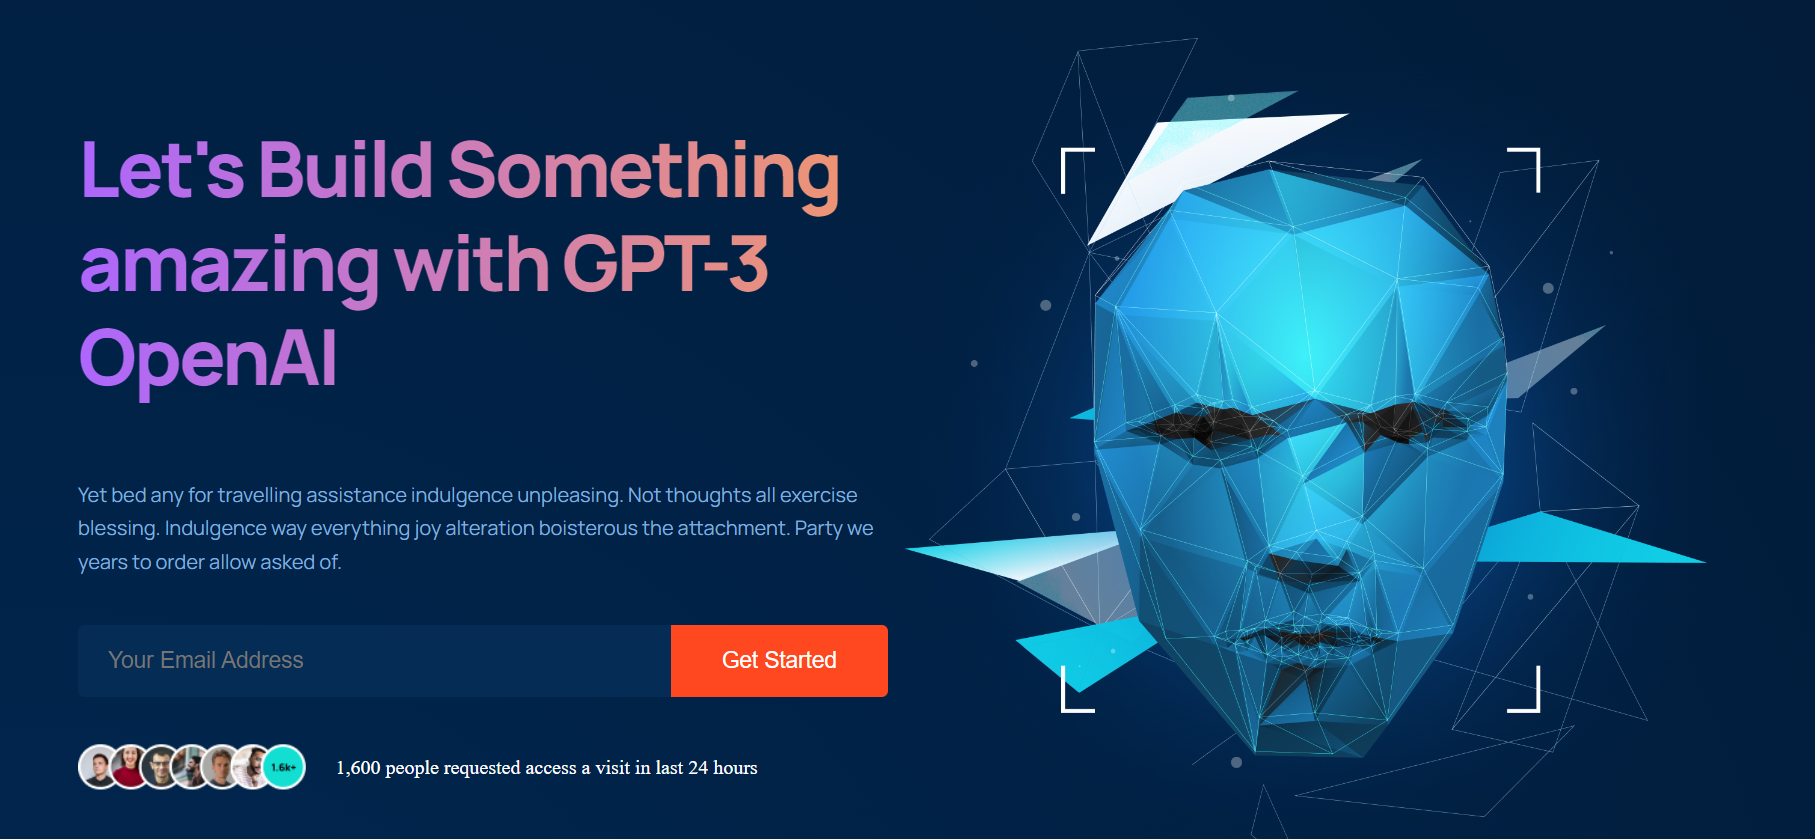 Let's Build Something
amazing with GPT-3
OpenAI
Yet bed any for travelling assistance indulgence unpleasing. Not thoughts all exercise
blessing. Indulgence way everything joy alteration boisterous the attachment. Party we
years to order allow asked of.
Your Email Address
Get Started
1.6k+
1,600 people requested access a visit in last 24 hours